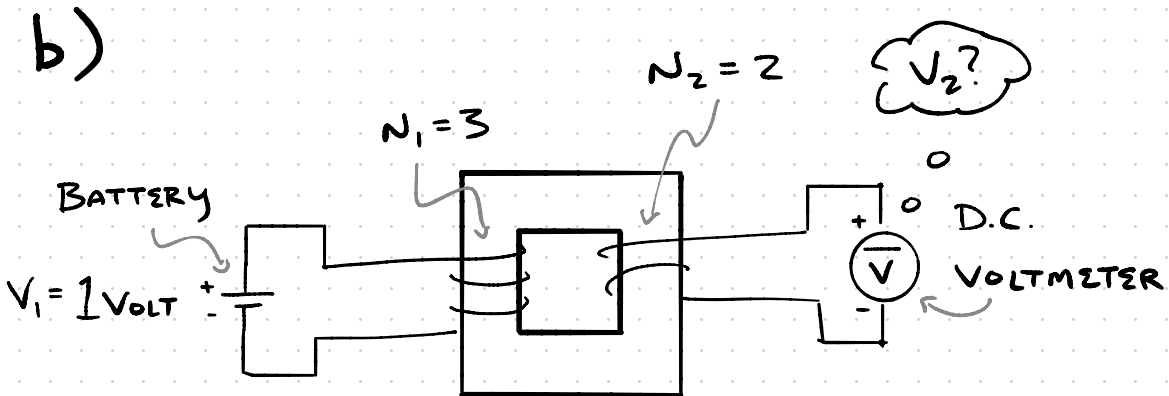 b)
N₂ = 2
V₂?
N₁ = 3
BATTERY
V₁ = 1 VOLT
+
-
+
-
V
D.C.
VOLTMETER